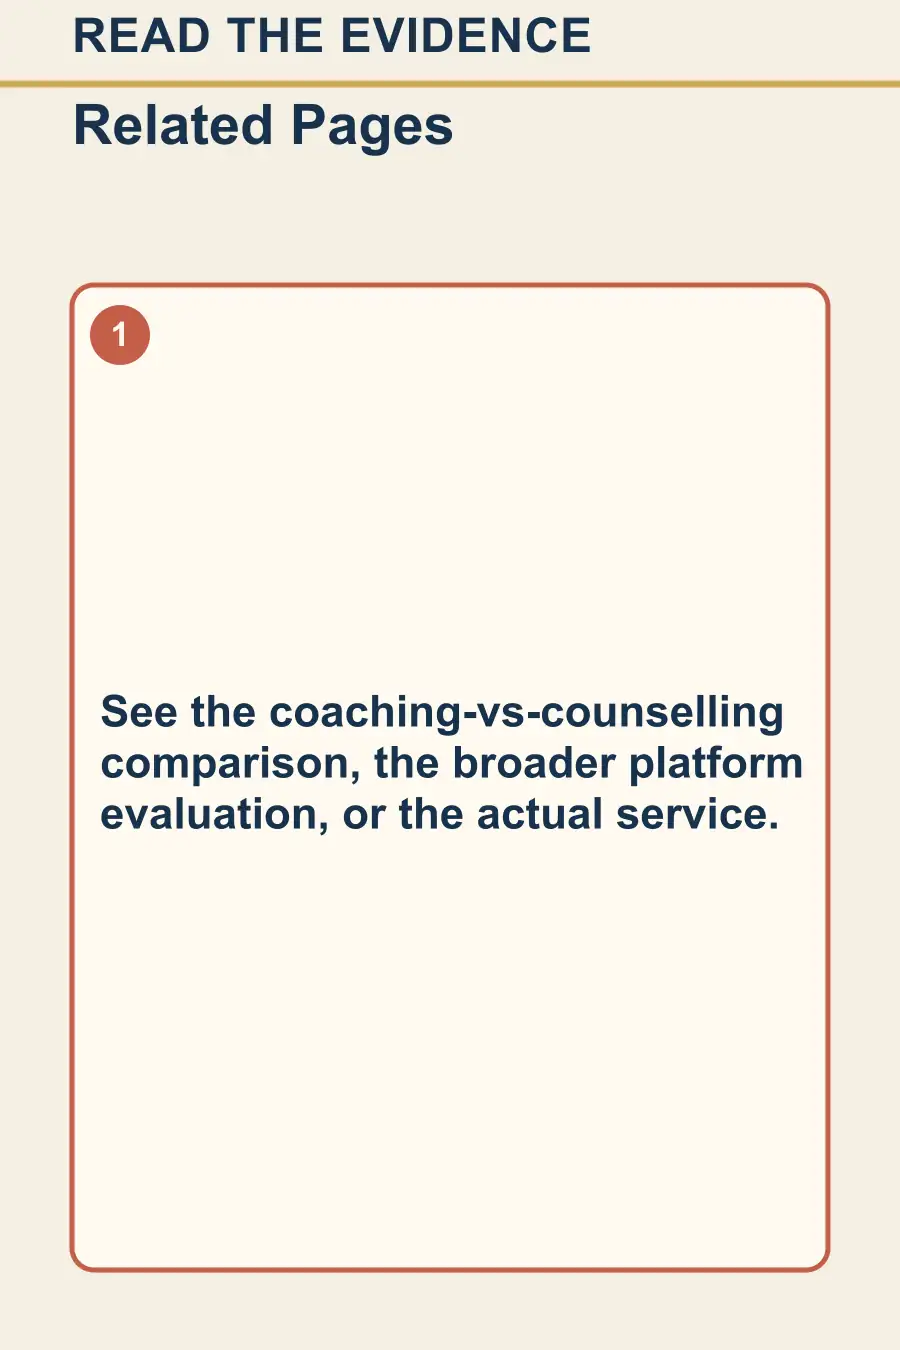 READ THE EVIDENCE
Related Pages
1
See the coaching-vs-counselling
comparison, the broader platform
evaluation, or the actual service.